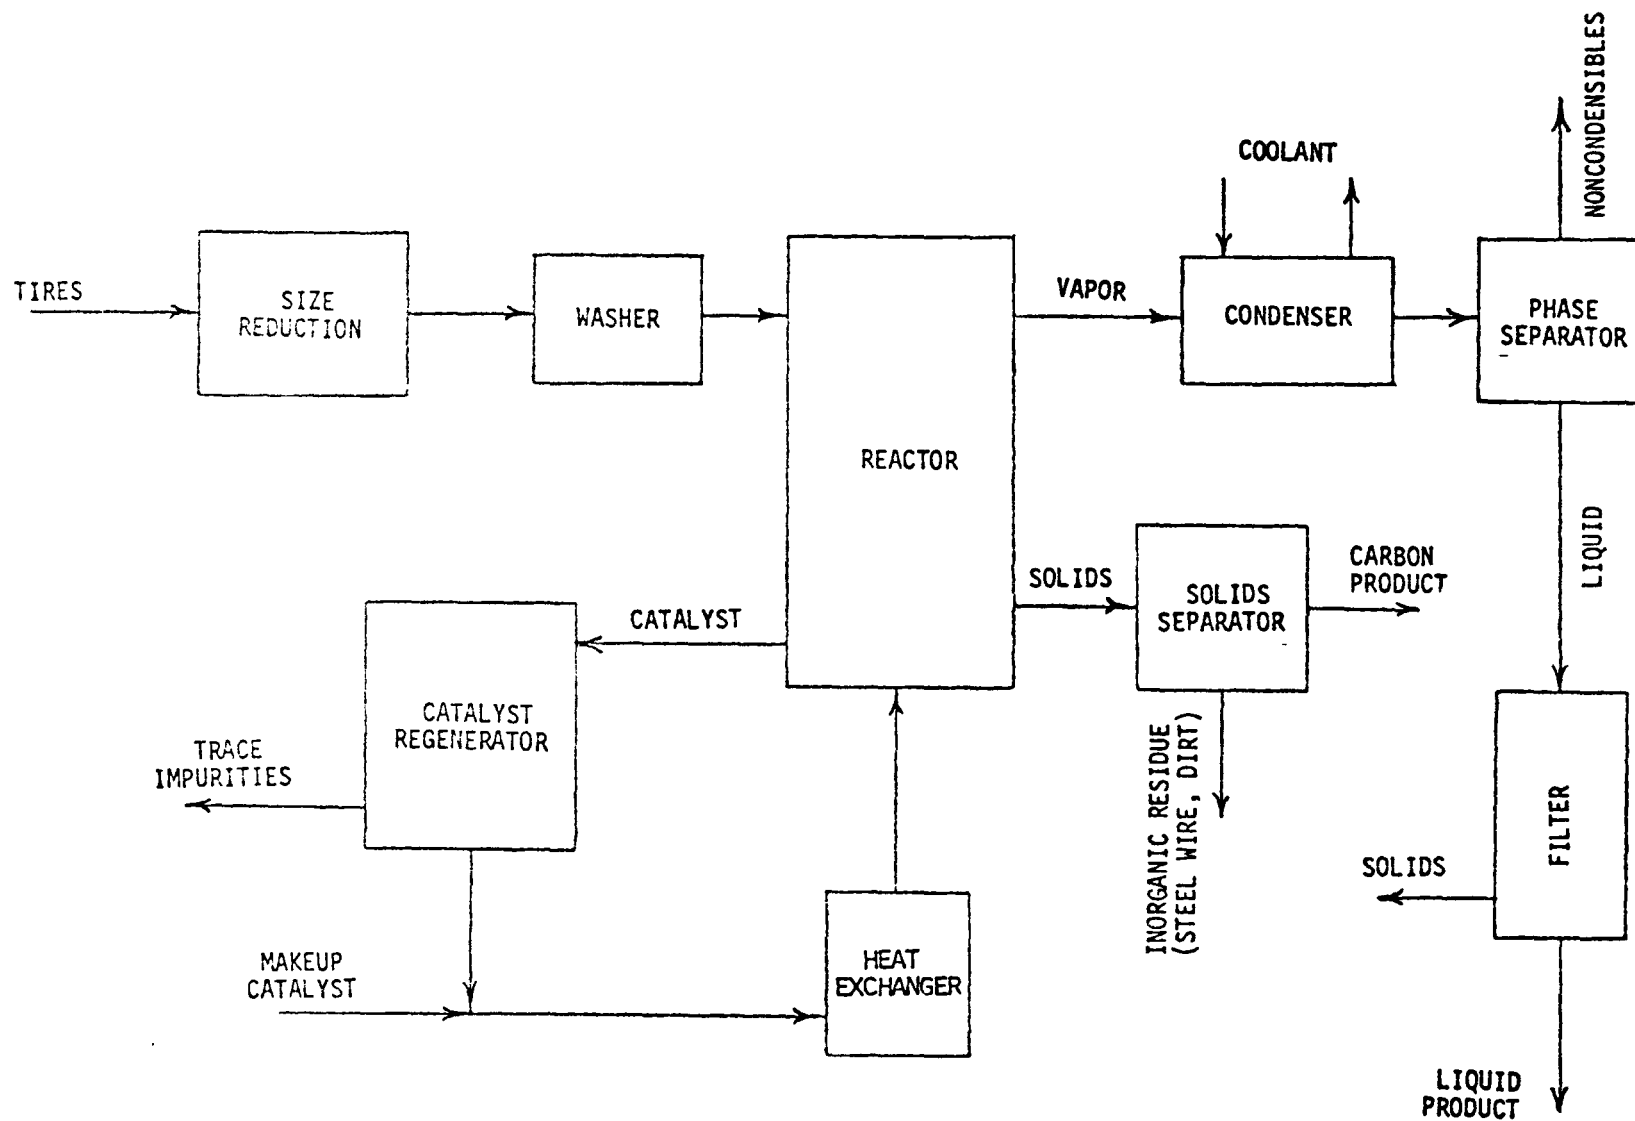 NONCONDENSIBLES
COOLANT
TIRES
SIZE
REDUCTION
WASHER
VAPOR
CONDENSER
PHASE
SEPARATOR
REACTOR
LIQUID
SOLIDS
SOLIDS
SEPARATOR
CARBON
PRODUCT
CATALYST
CATALYST
REGENERATOR
TRACE
IMPURITIES
INORGANIC RESIDUE
(STEEL WIRE, DIRT)
FILTER
SOLIDS
MAKEUP
CATALYST
HEAT
EXCHANGER
LIQUID
PRODUCT